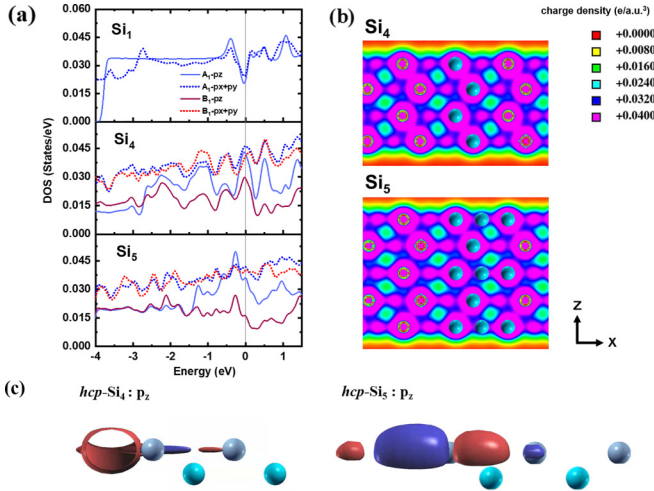 (a)
Si1
0.045
0.030
0.015
0.000
A1-pz
A1-px+py
B1-pz
B1-px+py
Si4
0.045
0.030
0.015
0.000
DOS (States/eV)
Si5
0.045
0.030
0.015
0.000
-4 -3 -2 -1 0 1
Energy (eV)
(b)
charge density (e/a.u.³)
Si4
+0.0000
+0.0080
+0.0160
+0.0240
+0.0320
+0.0400
Si5
Z
X
(c)
hcp-Si4 : pz
hcp-Si5 : pz